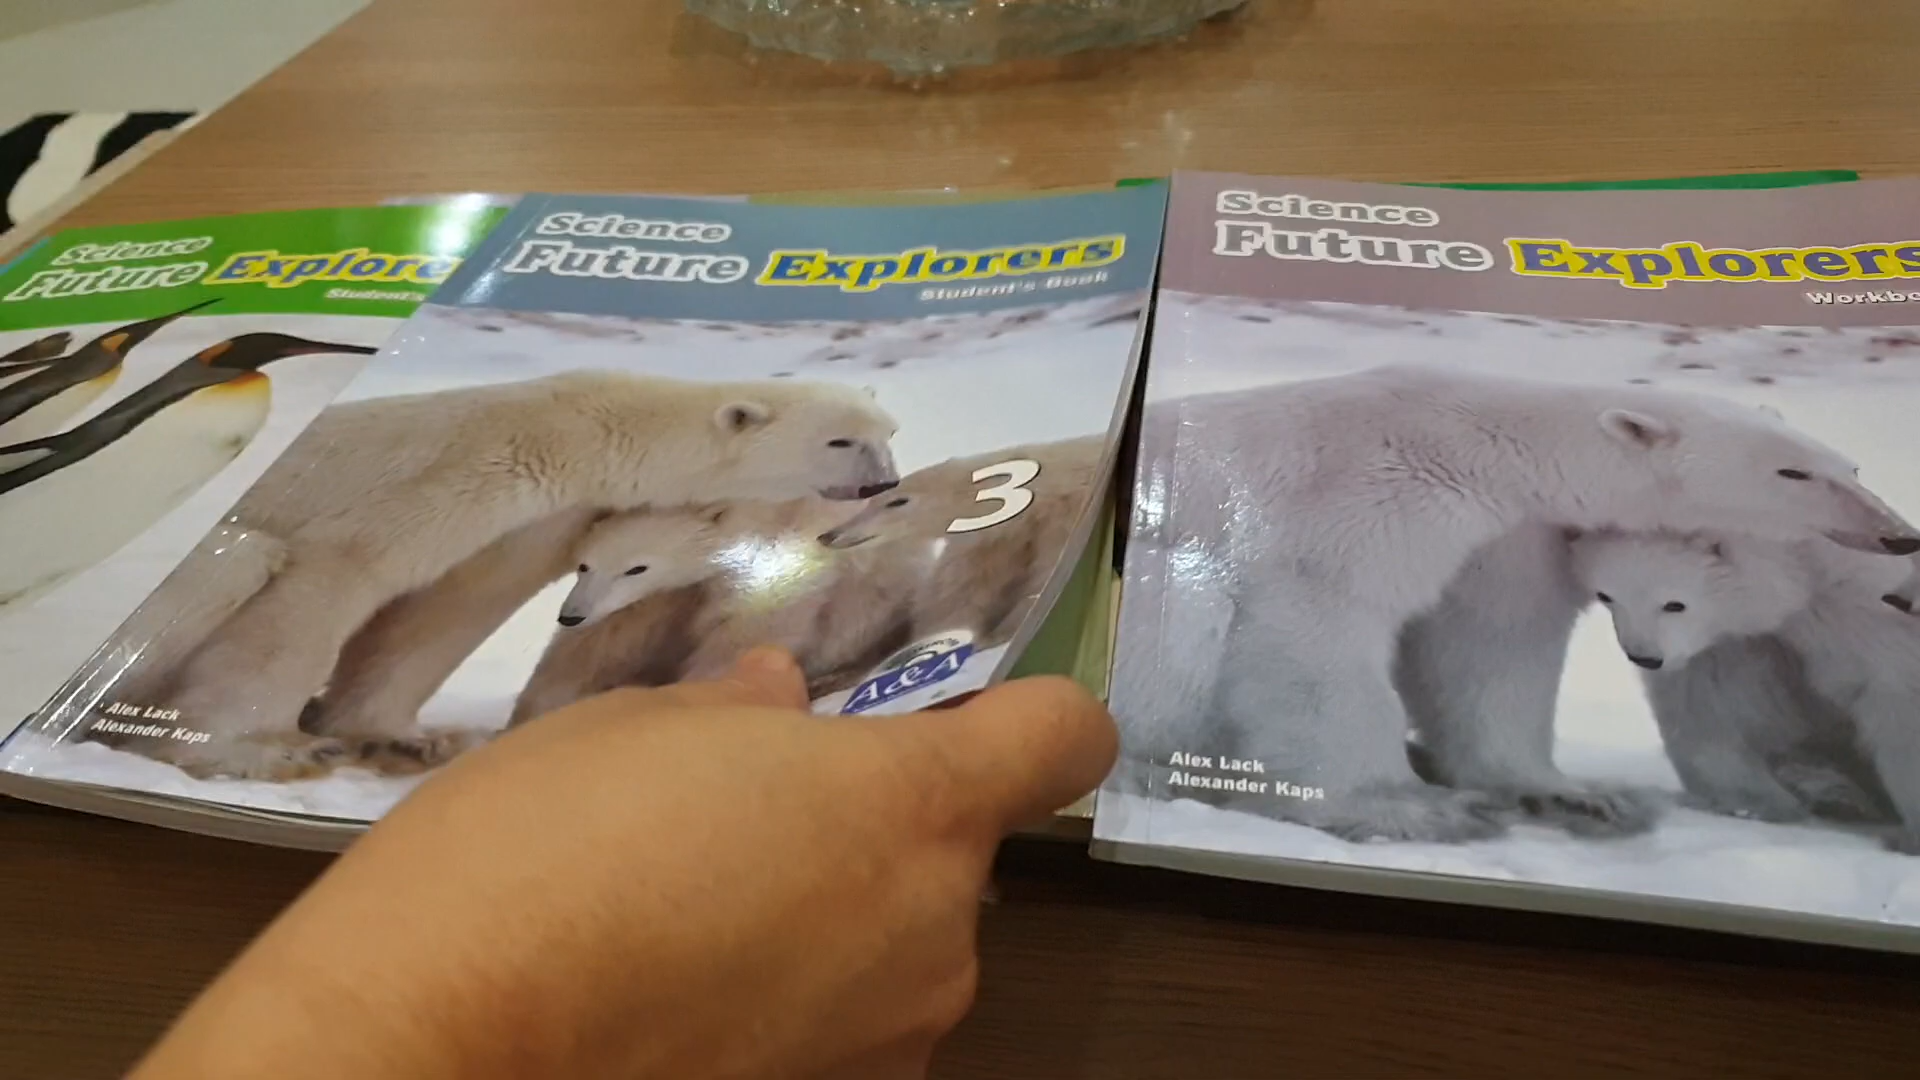 Science
Future Explore
Student's
Science
Future Explorers
Student's Book
3
A&A
Alex Lack
Alexander Kaps
Science
Future Explorers
Workbo
Alex Lack
Alexander Kaps